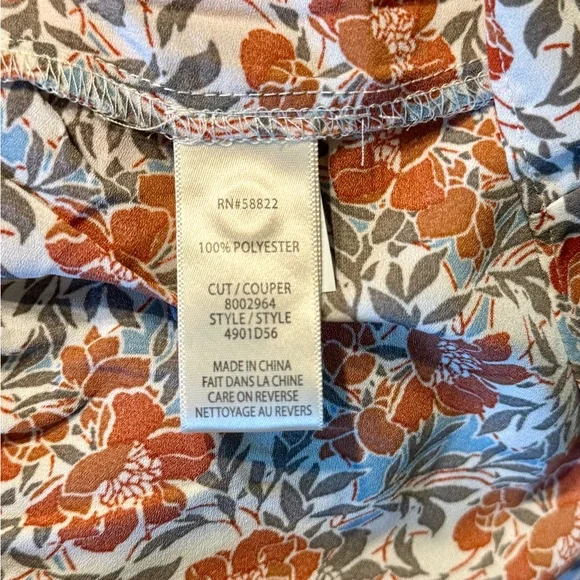 RN#58822
100% POLYESTER
CUT / COUPER
8002964
STYLE / STYLE
4901D56
MADE IN CHINA
FAIT DANS LA CHINE
CARE ON REVERSE
NETTOYAGE AU REVERS